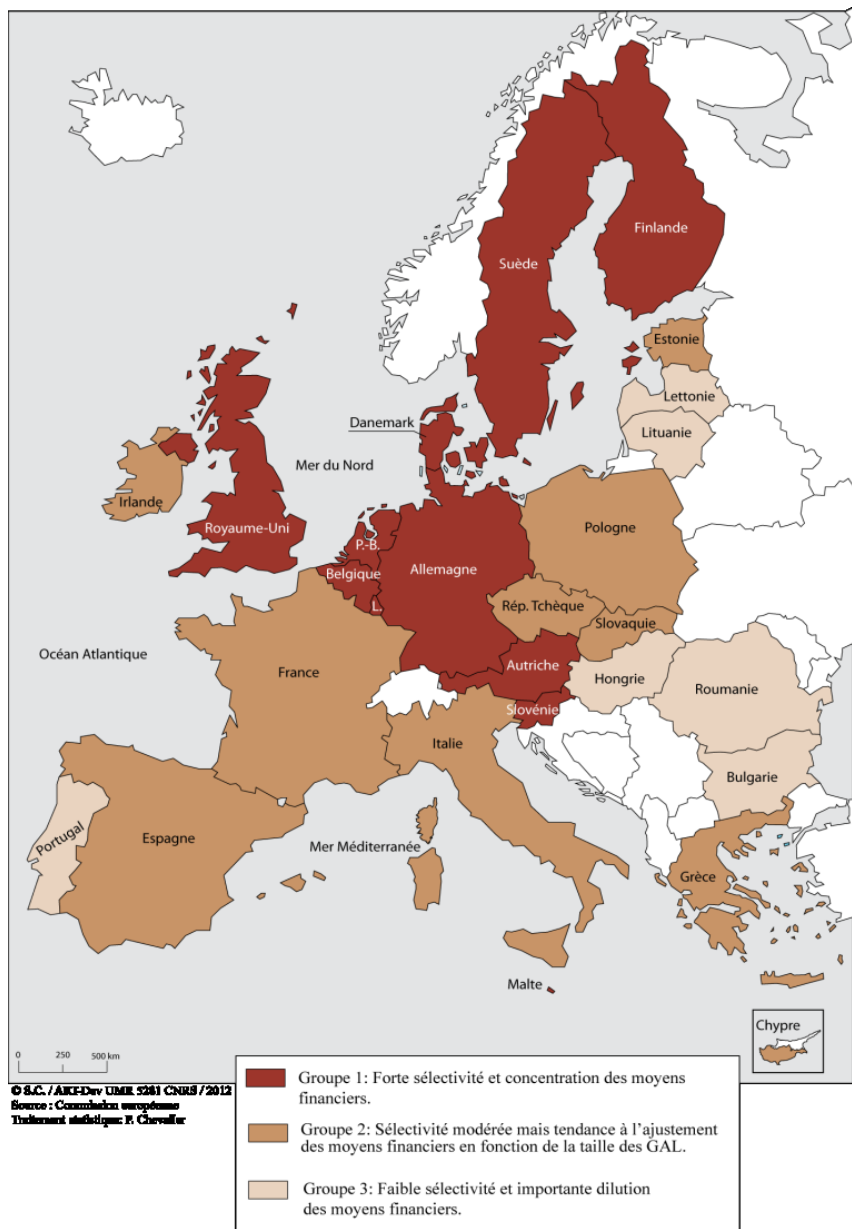 Finlande
Suède
Estonie
Lettonie
Danemark
Lituanie
Mer du Nord
Irlande
Royaume-Uni
P.-B.
Pologne
Belgique
Allemagne
L.
Rép. Tchèque
Slovaquie
Océan Atlantique
Autriche
France
Hongrie
Roumanie
Slovénie
Italie
Bulgarie
Portugal
Espagne
Mer Méditerranée
Grèce
Malte
Chypre
0 250 500 km
© S.C. / ART-Dev UMR 5281 CNRS / 2012
Source : Commission européenne
Traitement statistique: P. Chevalier
Groupe 1: Forte sélectivité et concentration des moyens
financiers.
Groupe 2: Sélectivité modérée mais tendance à l’ajustement
des moyens financiers en fonction de la taille des GAL.
Groupe 3: Faible sélectivité et importante dilution
des moyens financiers.